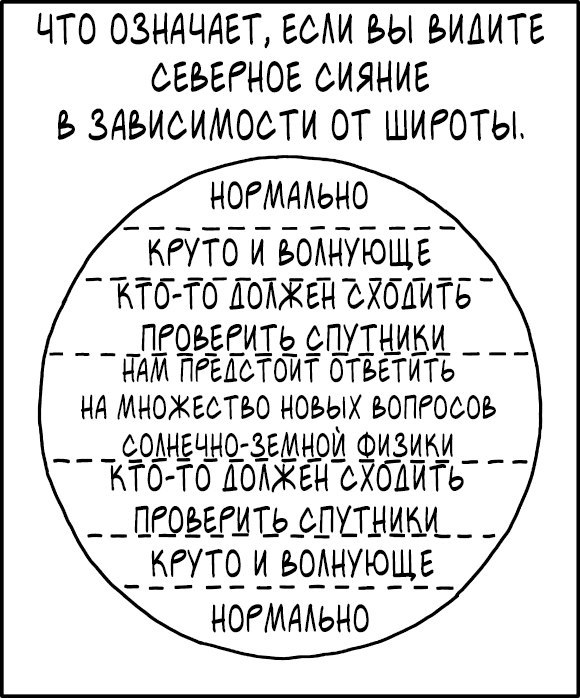 ЧТО ОЗНАЧАЕТ, ЕСЛИ ВЫ ВИДИТЕ
СЕВЕРНОЕ СИЯНИЕ
В ЗАВИСИМОСТИ ОТ ШИРОТЫ.
НОРМАЛЬНО
КРУТО И ВОЛНУЮЩЕ
КТО-ТО ДОЛЖЕН СХОДИТЬ
ПРОВЕРИТЬ СПУТНИКИ
НАМ ПРЕДСТОИТ ОТВЕТИТЬ
НА МНОЖЕСТВО НОВЫХ ВОПРОСОВ
СОЛНЕЧНО-ЗЕМНОЙ ФИЗИКИ
КТО-ТО ДОЛЖЕН СХОДИТЬ
ПРОВЕРИТЬ СПУТНИКИ
КРУТО И ВОЛНУЮЩЕ
НОРМАЛЬНО